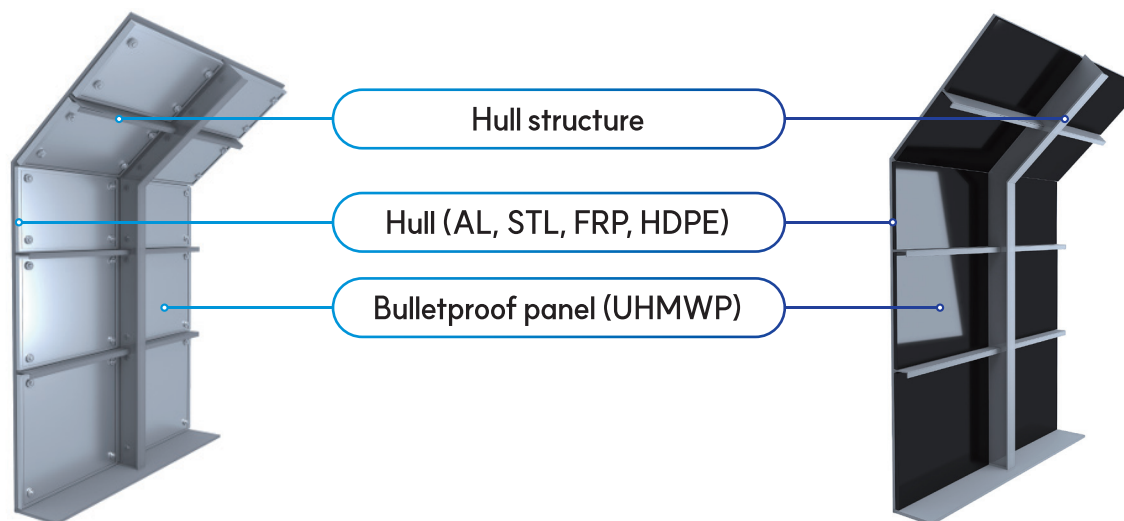 Hull structure
Hull (AL, STL, FRP, HDPE)
Bulletproof panel (UHMWP)